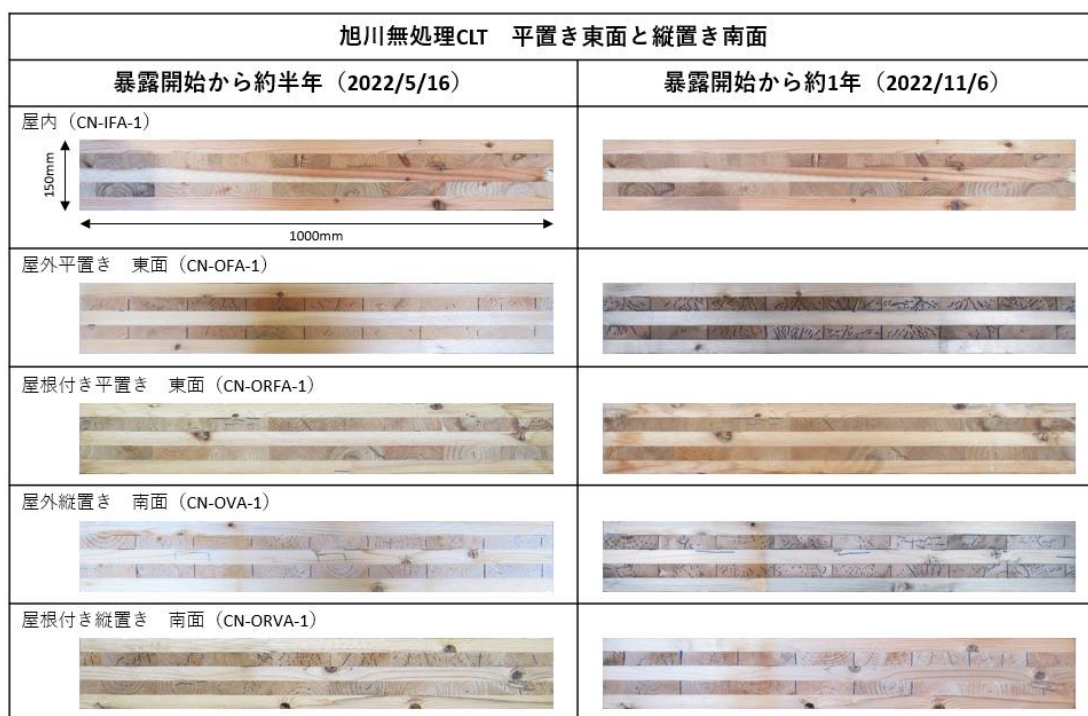 旭川無処理CLT　平置き東面と縦置き南面
暴露開始から約半年（2022/5/16）
暴露開始から約1年（2022/11/6）
屋内（CN-IFA-1）
150mm
1000mm
屋外平置き　東面（CN-OFA-1）
屋根付き平置き　東面（CN-ORFA-1）
屋外縦置き　南面（CN-OVA-1）
屋根付き縦置き　南面（CN-ORVA-1）